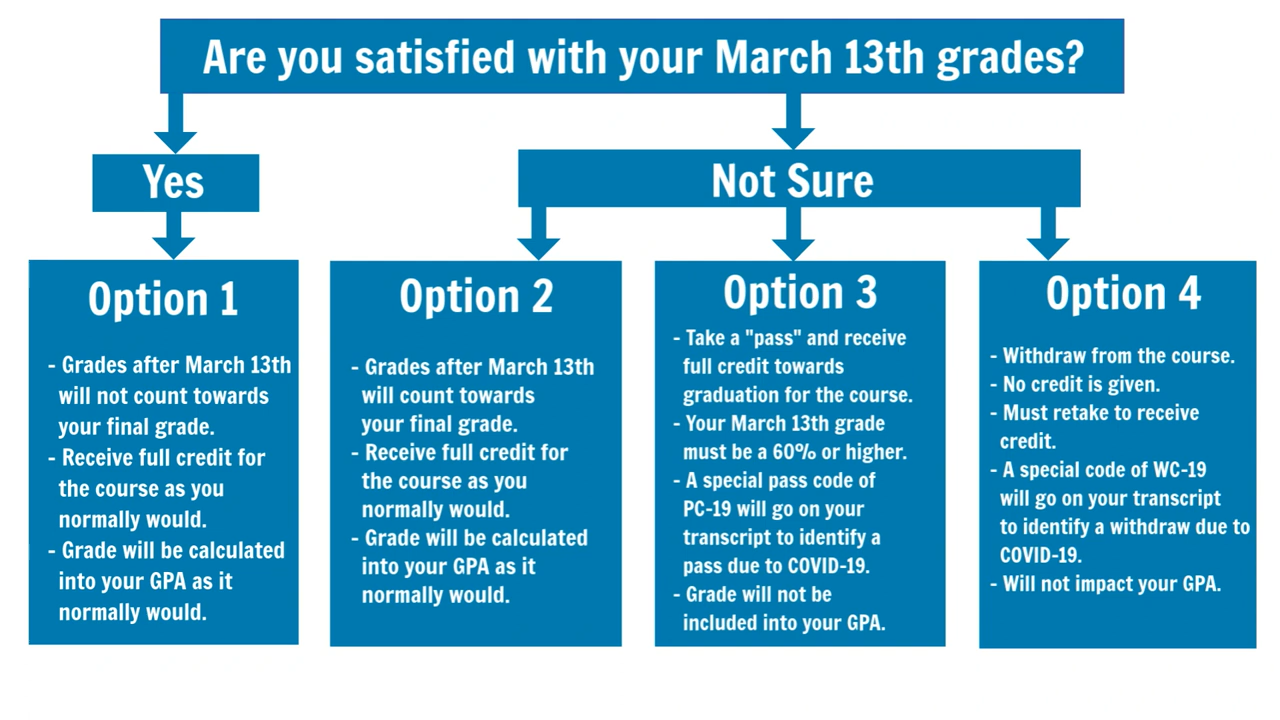 Are you satisfied with your March 13th grades?
Yes
Not Sure
Option 1
- Grades after March 13th
will not count towards
your final grade.
- Receive full credit for
the course as you
normally would.
- Grade will be calculated
into your GPA as it
normally would.
Option 2
- Grades after March 13th
will count towards
your final grade.
- Receive full credit for
the course as you
normally would.
- Grade will be calculated
into your GPA as it
normally would.
Option 3
- Take a "pass" and receive
full credit towards
graduation for the course.
- Your March 13th grade
must be a 60% or higher.
- A special pass code of
PC-19 will go on your
transcript to identify a
pass due to COVID-19.
- Grade will not be
included into your GPA.
Option 4
- Withdraw from the course.
- No credit is given.
- Must retake to receive
credit.
- A special code of WC-19
will go on your transcript
to identify a withdraw due to
COVID-19.
- Will not impact your GPA.